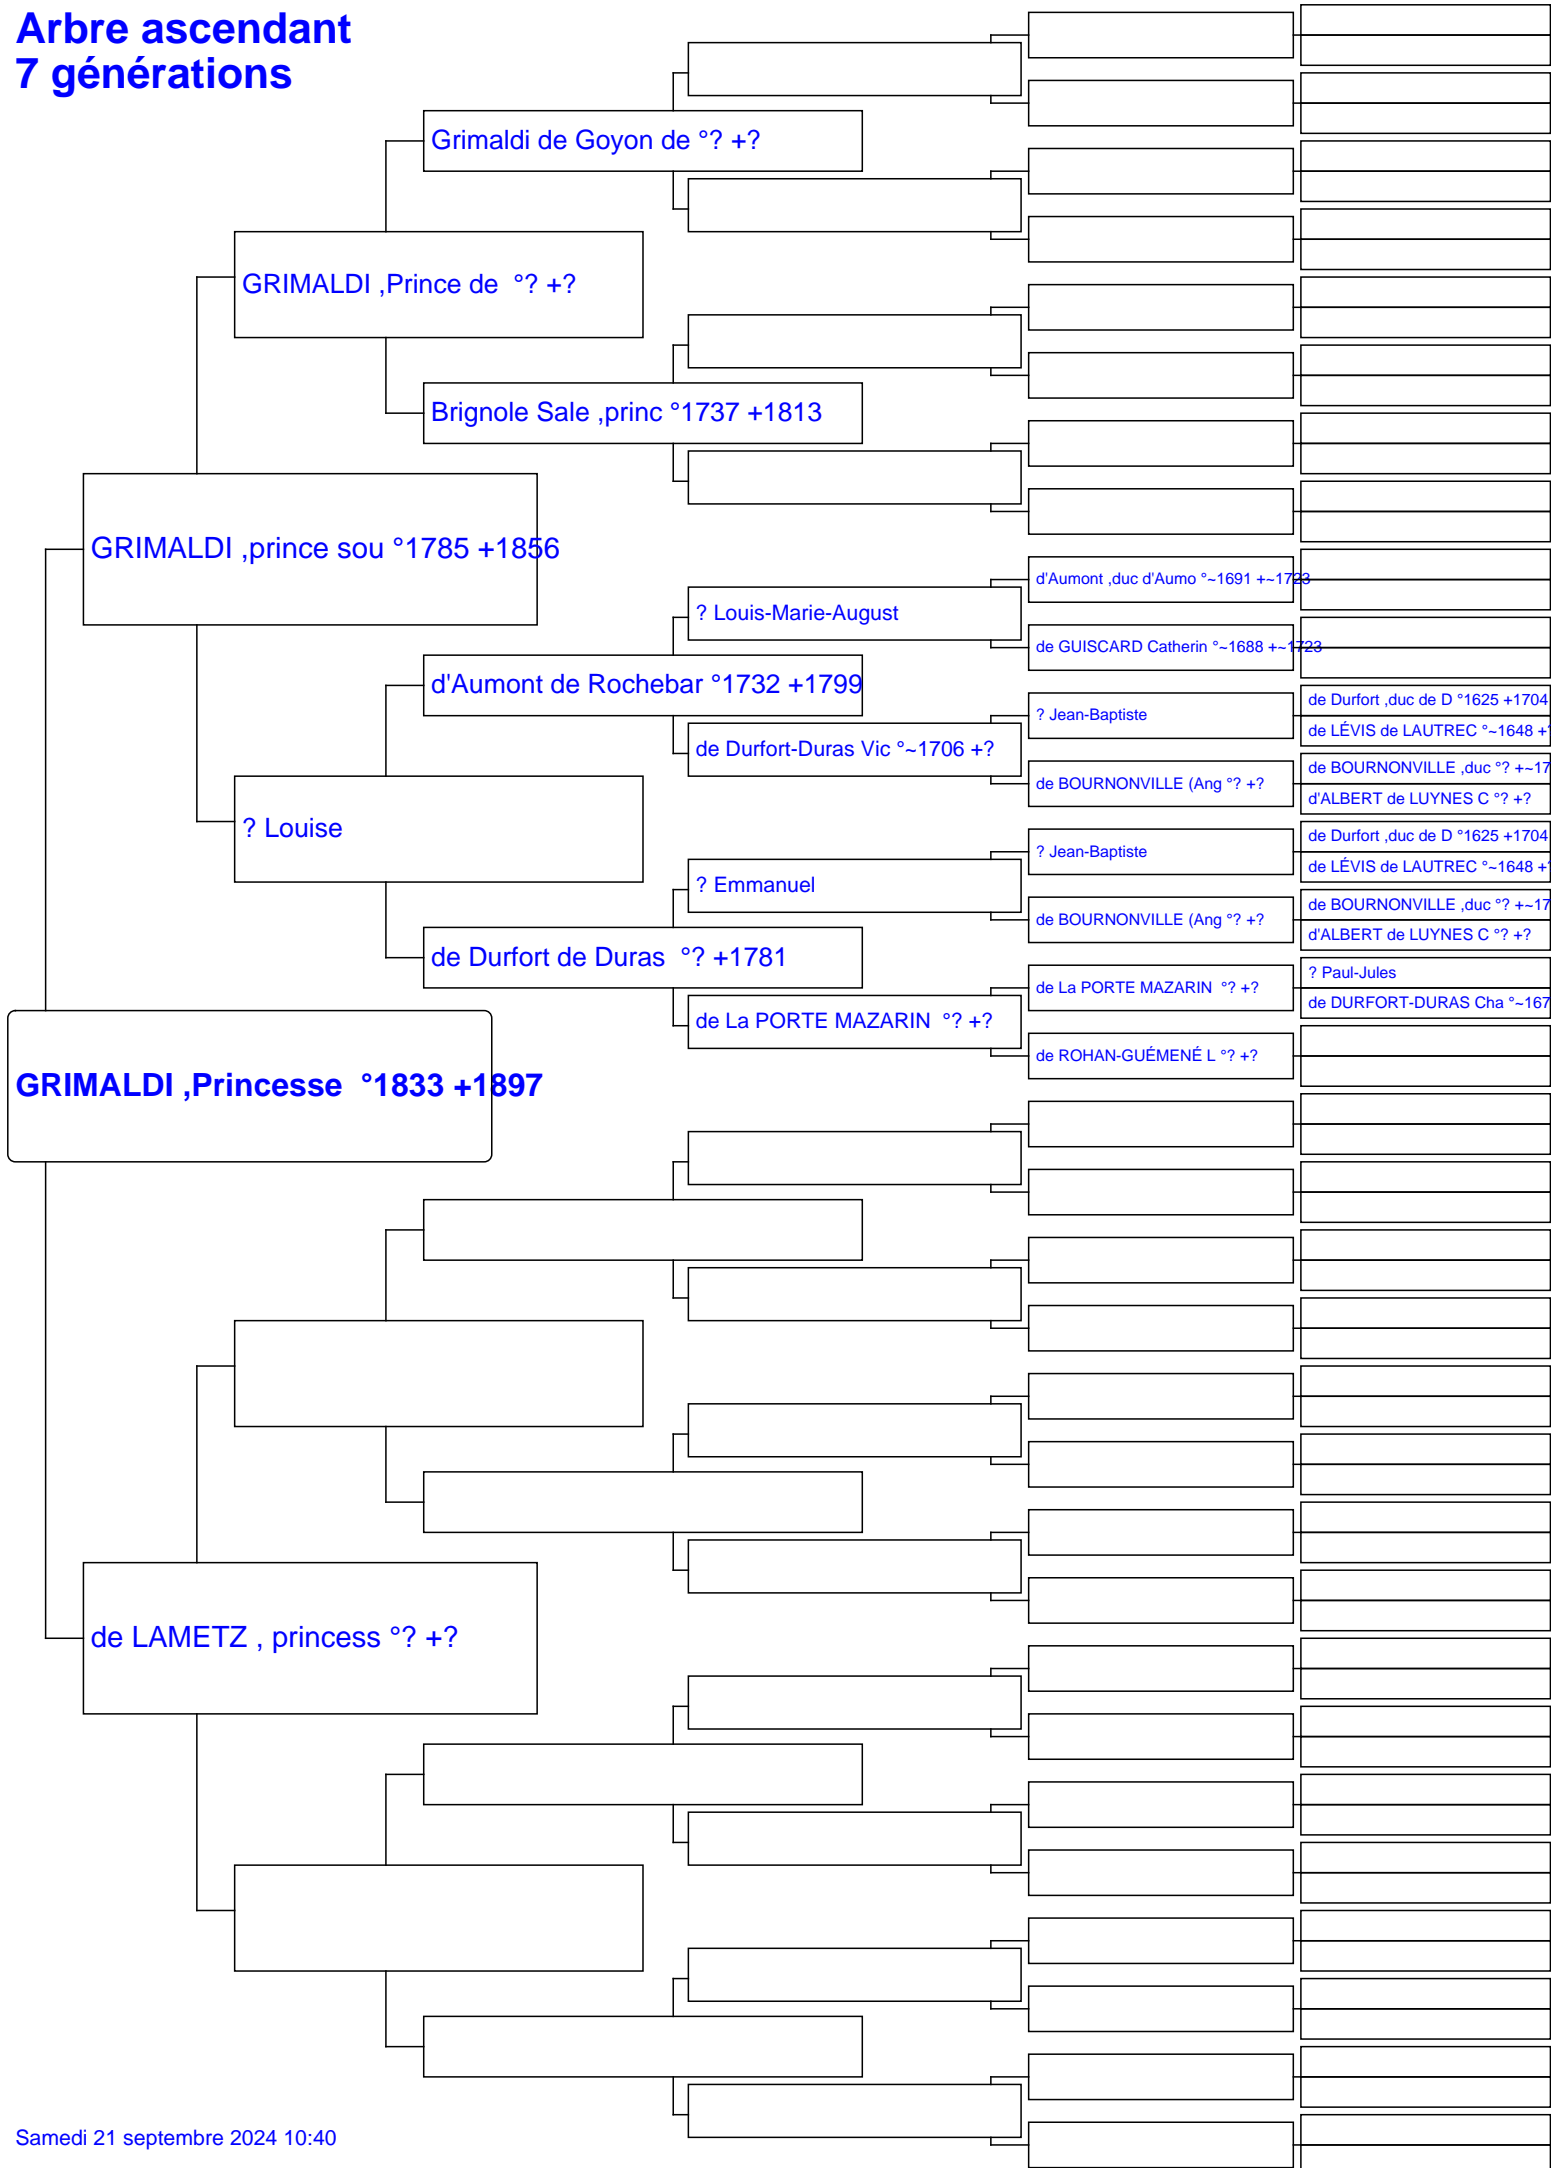 Arbre ascendant
7 générations
Grimaldi de Goyon de °? +?
GRIMALDI ,Prince de °? +?
Brignole Sale ,princ °1737 +1813
GRIMALDI ,prince sou °1785 +1856
d'Aumont ,duc d'Aumo °~1691 +~1723
? Louis-Marie-August
de GUISCARD Catherin °~1688 +~1723
d'Aumont de Rochebar °1732 +1799
de Durfort ,duc de D °1625 +1704
? Jean-Baptiste
de LÉVIS de LAUTREC °~1648 +?
de Durfort-Duras Vic °~1706 +?
de BOURNONVILLE ,duc °? +~17
de BOURNONVILLE (Ang °? +?
d'ALBERT de LUYNES C °? +?
? Louise
de Durfort ,duc de D °1625 +1704
? Jean-Baptiste
de LÉVIS de LAUTREC °~1648 +?
? Emmanuel
de BOURNONVILLE ,duc °? +~17
de BOURNONVILLE (Ang °? +?
d'ALBERT de LUYNES C °? +?
de Durfort de Duras °? +1781
? Paul-Jules
de La PORTE MAZARIN °? +?
de DURFORT-DURAS Cha °~167
de La PORTE MAZARIN °? +?
de ROHAN-GUÉMENÉ L °? +?
GRIMALDI ,Princesse °1833 +1897
de LAMETZ , princess °? +?
Samedi 21 septembre 2024 10:40